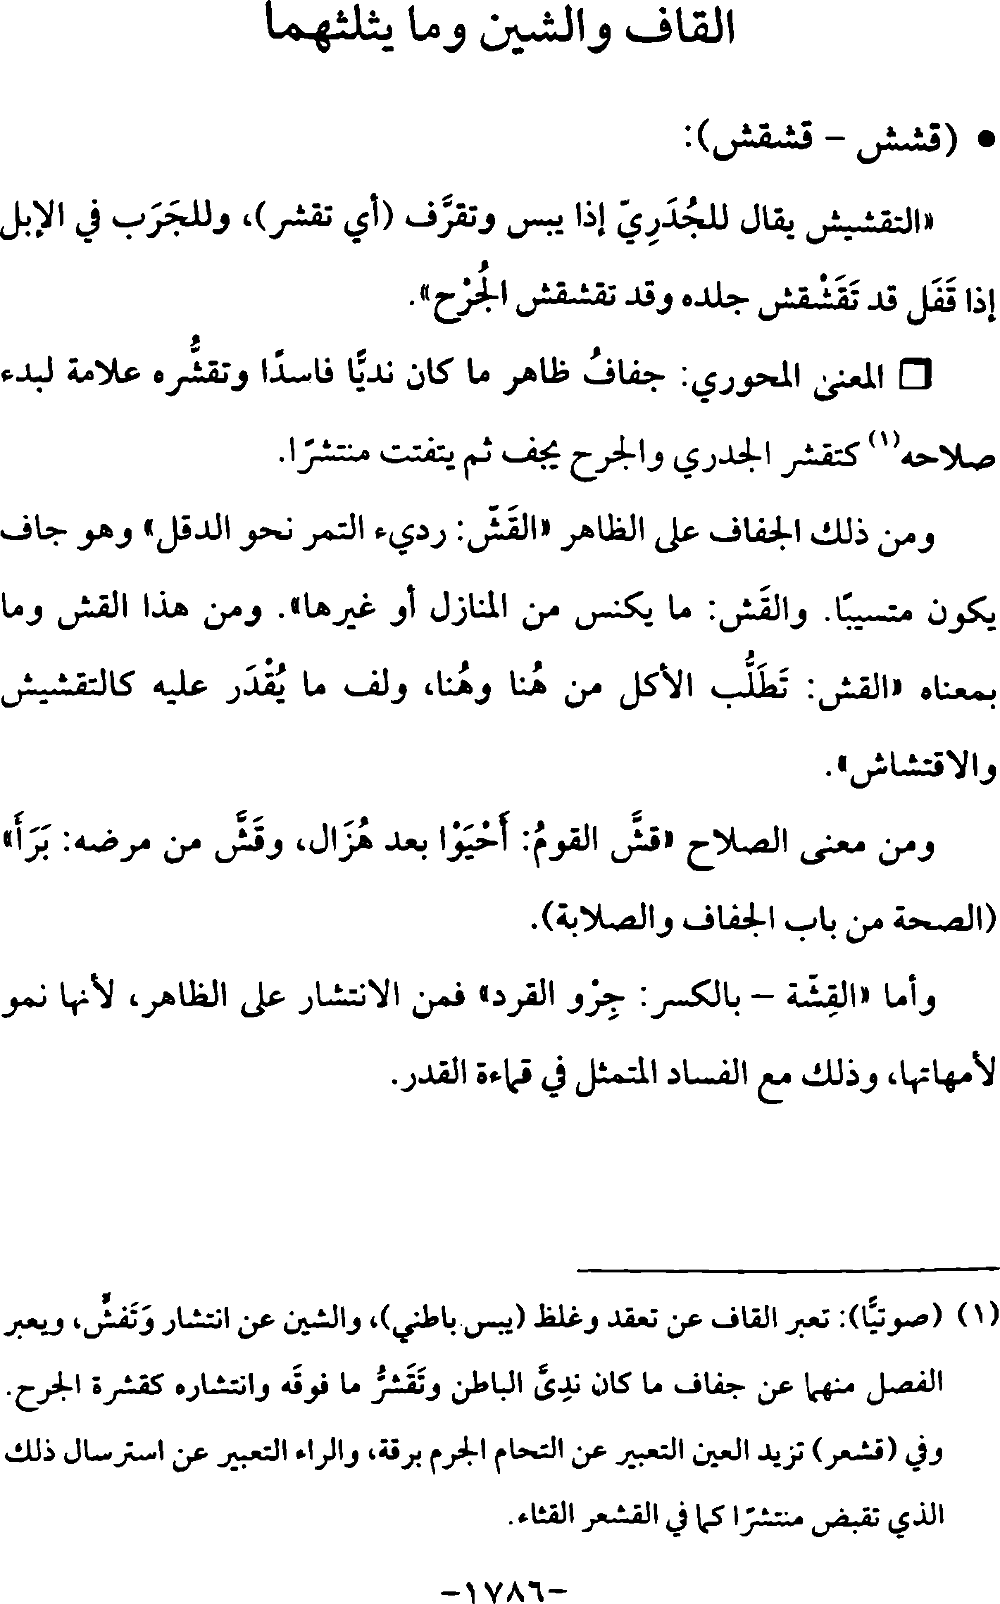 القاف والشين وما يثلثهما
• (قشش – قشقش):
«التقشيش يقال للجُدَرِيّ إذا يبس وتقرَّف (أي تقشر)، وللجَرَب في الإبل
إذا قَفَل قد تَقَشْقش جلده وقد تقشقش الجُرْح».
❒ المعنى المحوري: جفافُ ظاهر ما كان نديًّا فاسدًا وتقشُّره علامة لبدء
صلاحه(١) كتقشر الجدري والجرح يجف ثم يتفتت منتشرًا.
ومن ذلك الجفاف على الظاهر «القَشّ: رديء التمر نحو الدقل» وهو جاف
يكون متسيبًا. والقَش: ما يكنس من المنازل أو غيرها». ومن هذا القش وما
بمعناه «القش: تَطَلُّب الأكل من هُنا وهُنا، ولف ما يُقْدَر عليه كالتقشيش
والاقتشاش».
ومن معنى الصلاح «قشَّ القومُ: أَحْيَوْا بعد هُزَال، وقَشَّ من مرضه: بَرَأَ»
(الصحة من باب الجفاف والصلابة).
وأما «القِشّة – بالكسر: جِرْو القرد» فمن الانتشار على الظاهر، لأنها نمو
لأمهاتها، وذلك مع الفساد المتمثل في قماءة القدر.
(١) (صوتيًّا): تعبر القاف عن تعقد وغلظ (يبس باطني)، والشين عن انتشار وَتَفشٍّ، ويعبر
الفصل منهما عن جفاف ما كان ندِىَّ الباطن وتَقَشرُّ ما فوقَه وانتشاره كقشرة الجرح.
وفي (قشعر) تزيد العين التعبير عن التحام الجرم برقة، والراء التعبير عن استرسال ذلك
الذي تقبض منتشرًا كما في القشعر القثاء.
–١٧٨٦–